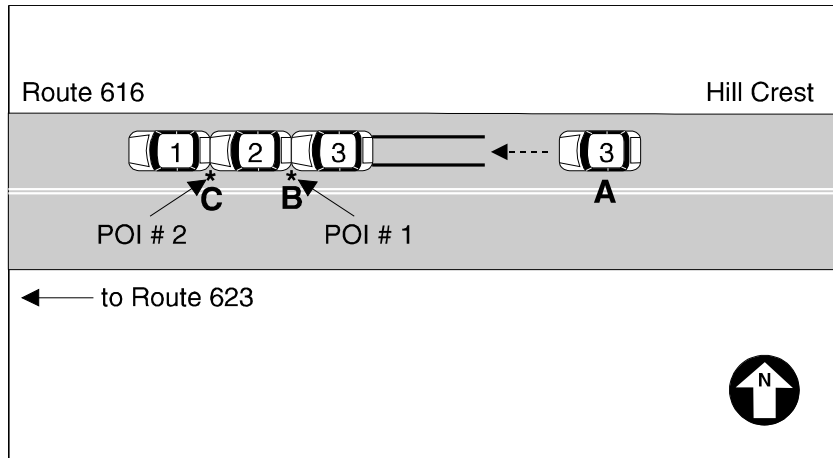 Route 616
Hill Crest
1 2 3 3
* *
C B A
POI # 2
POI # 1
to Route 623
N